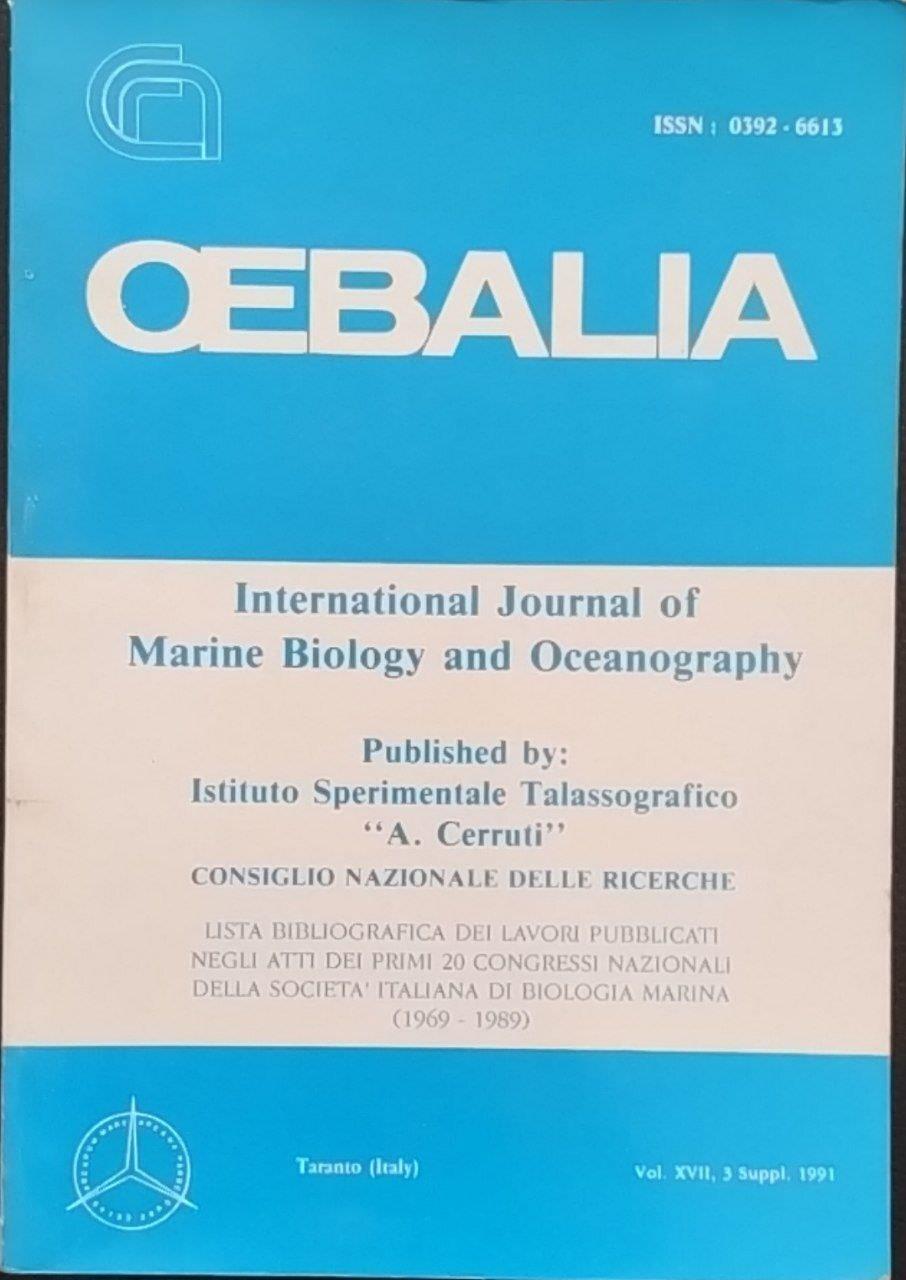 ISSN : 0392 - 6613
ŒBALIA
International Journal of
Marine Biology and Oceanography
Published by:
Istituto Sperimentale Talassografico
“A. Cerruti”
CONSIGLIO NAZIONALE DELLE RICERCHE
LISTA BIBLIOGRAFICA DEI LAVORI PUBBLICATI
NEGLI ATTI DEI PRIMI 20 CONGRESSI NAZIONALI
DELLA SOCIETA' ITALIANA DI BIOLOGIA MARINA
(1969 - 1989)
Taranto (Italy)
Vol. XVII, 3 Suppl. 1991